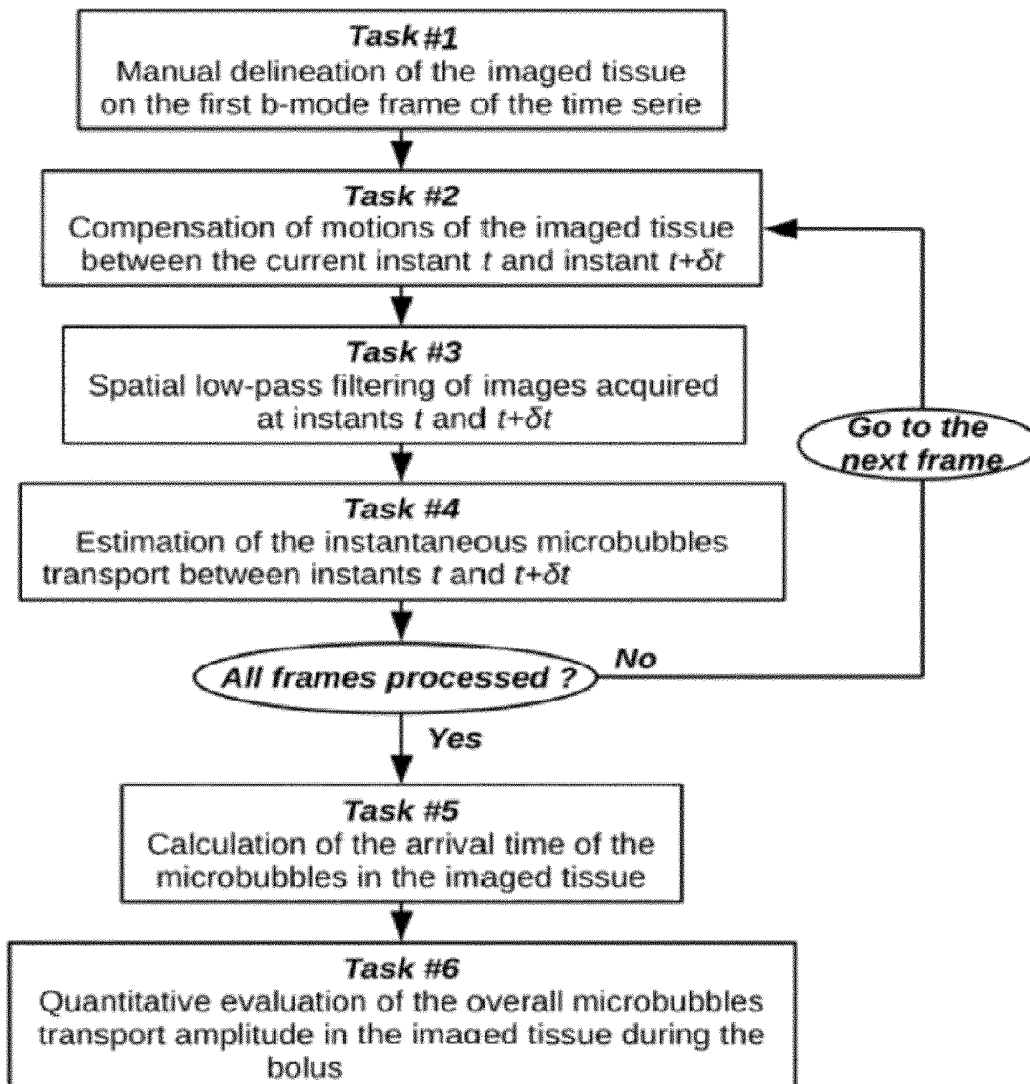 Task #1
Manual delineation of the imaged tissue
on the first b-mode frame of the time serie
Task #2
Compensation of motions of the imaged tissue
between the current instant t and instant t+δt
Task #3
Spatial low-pass filtering of images acquired
at instants t and t+δt
Go to the
next frame
Task #4
Estimation of the instantaneous microbubbles
transport between instants t and t+δt
All frames processed ?
No
Yes
Task #5
Calculation of the arrival time of the
microbubbles in the imaged tissue
Task #6
Quantitative evaluation of the overall microbubbles
transport amplitude in the imaged tissue during the
bolus